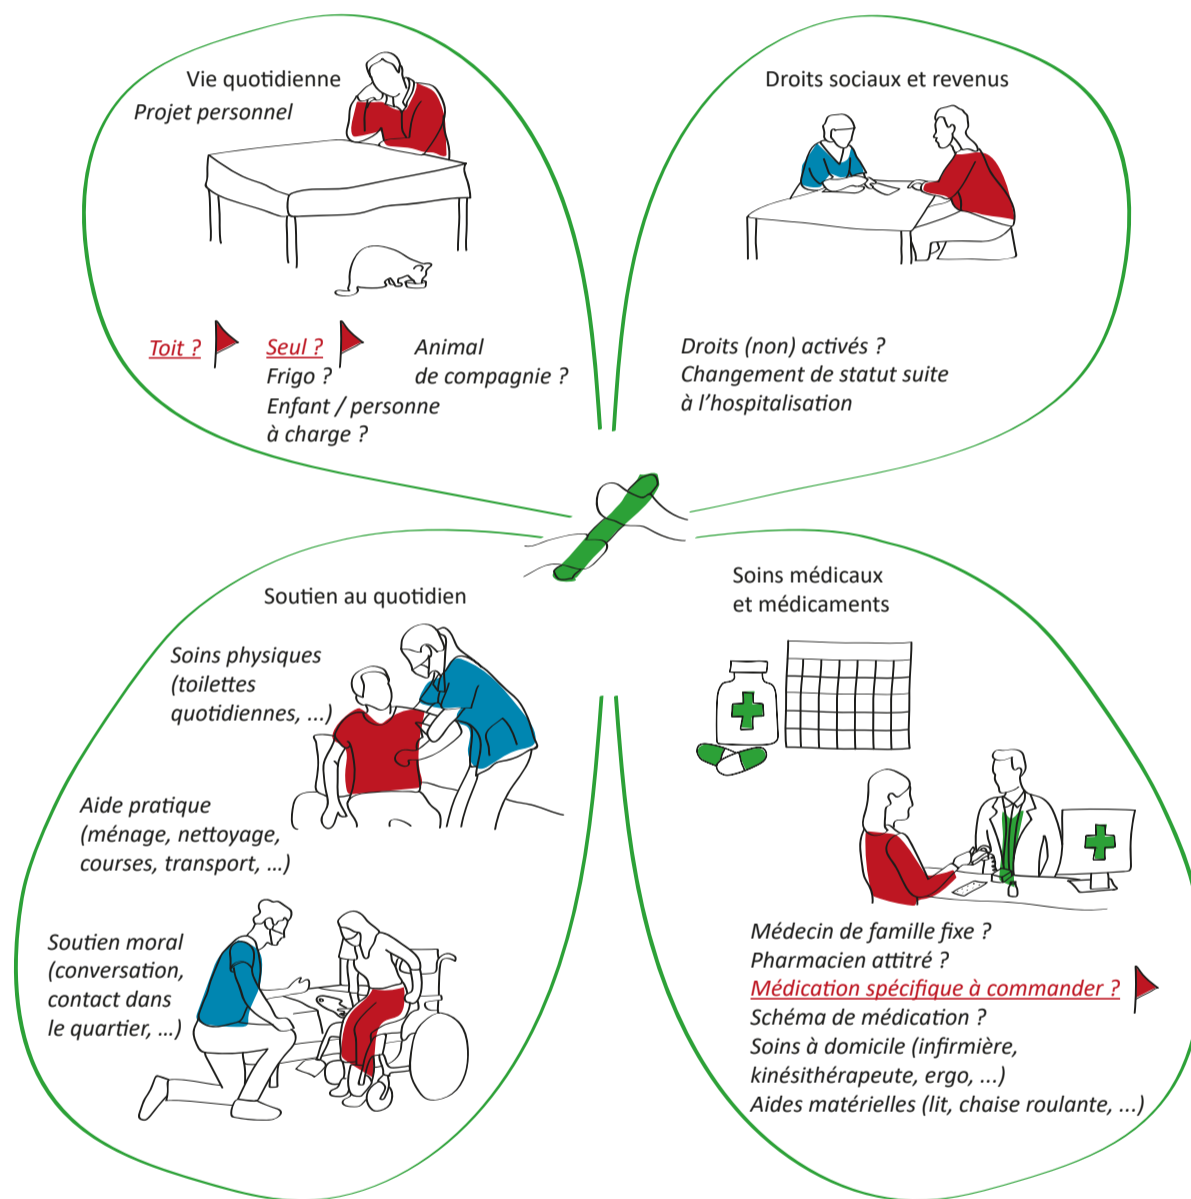 Vie quotidienne
Projet personnel
Toit ?
Seul ?
Frigo ?
Enfant / personne
à charge ?
Animal
de compagnie ?
Droits sociaux et revenus
Droits (non) activés ?
Changement de statut suite
à l’hospitalisation
Soutien au quotidien
Soins physiques
(toilettes
quotidiennes, ...)
Aide pratique
(ménage, nettoyage,
courses, transport, ...)
Soutien moral
(conversation,
contact dans
le quartier, ...)
Soins médicaux
et médicaments
Médecin de famille fixe ?
Pharmacien attitré ?
Médication spécifique à commander ?
Schéma de médication ?
Soins à domicile (infirmière,
kinésithérapeute, ergo, ...)
Aides matérielles (lit, chaise roulante, ...)